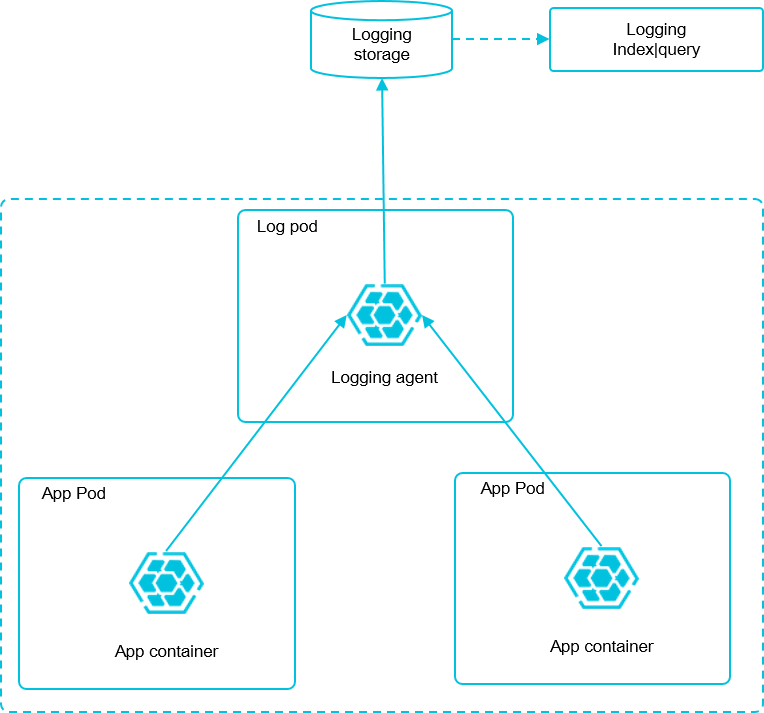 Logging
storage
Logging
Index|query
Log pod
Logging agent
App Pod
App container
App Pod
App container